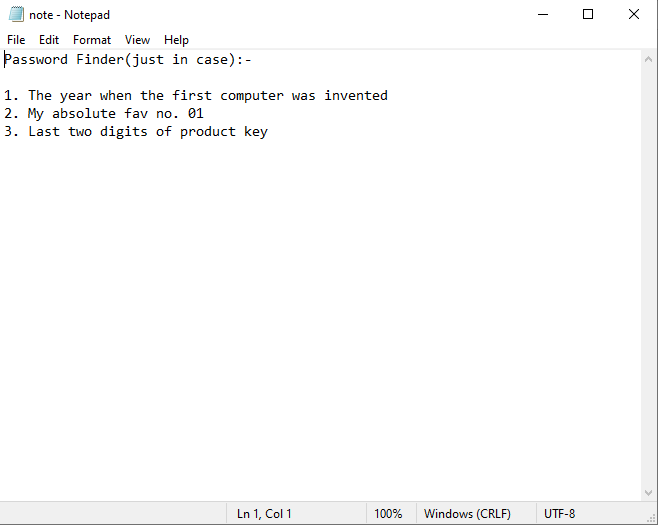 note - Notepad
File Edit Format View Help
Password Finder(just in case):-
1. The year when the first computer was invented
2. My absolute fav no. 01
3. Last two digits of product key
Ln 1, Col 1 100% Windows (CRLF) UTF-8